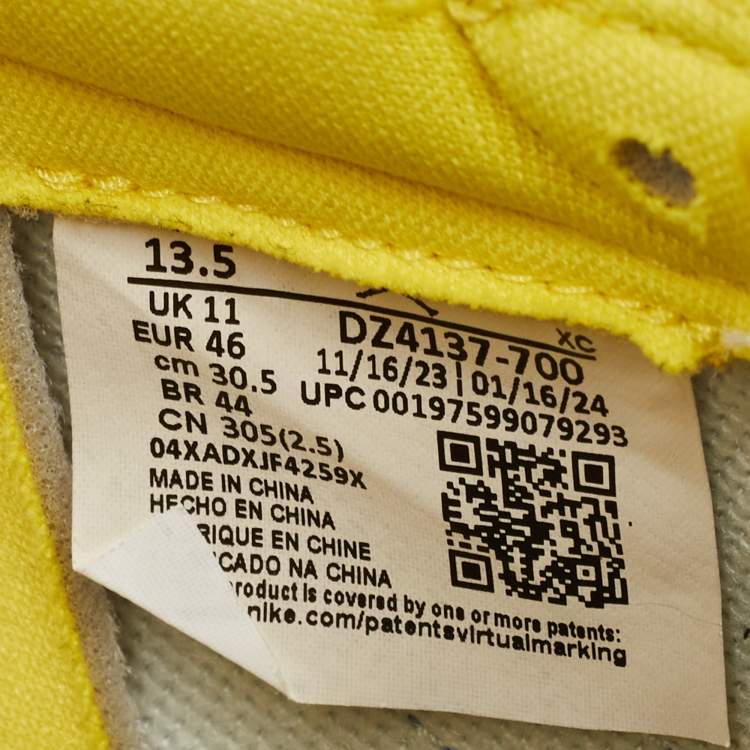 13.5
XC
UK 11
DZ4137-700
EUR 46
11/16/23 | 01/16/24
cm 30.5
UPC 00197599079293
BR 44
CN 305(2.5)
04XADXJF4259X
MADE IN CHINA
HECHO EN CHINA
RIQUE EN CHINE
CADO NA CHINA
product is covered by one or more patents:
nike.com/patentsvirtualmarking